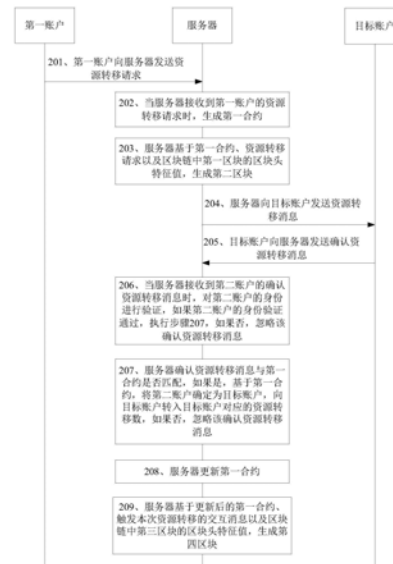 第一账户
服务器
目标账户
201、第一账户向服务器发送资
源转移请求
202、当服务器接收到第一账户的资源
转移请求时，生成第一合约
203、服务器基于第一合约、资源转移
请求以及区块链中第一区块的区块头
特征值，生成第二区块
204、服务器向目标账户发送资源转
移消息
205、目标账户向服务器发送确认资
源转移消息
206、当服务器接收到第二账户的确认
资源转移消息时，对第二账户的身份
进行验证，如果第二账户的身份验证
通过，执行步骤207，如果否，忽略该
确认资源转移消息
207、服务器确认资源转移消息与第一
合约是否匹配，如果是，基于第一合
约，将第二账户确定为目标账户，向
目标账户转入目标账户对应的资源转
移数，如果否，忽略该确认资源转移
消息
208、服务器更新第一合约
209、服务器基于更新后的第一合约、
触发本次资源转移的交互消息以及区块
链中第三区块的区块头特征值，生成第
四区块